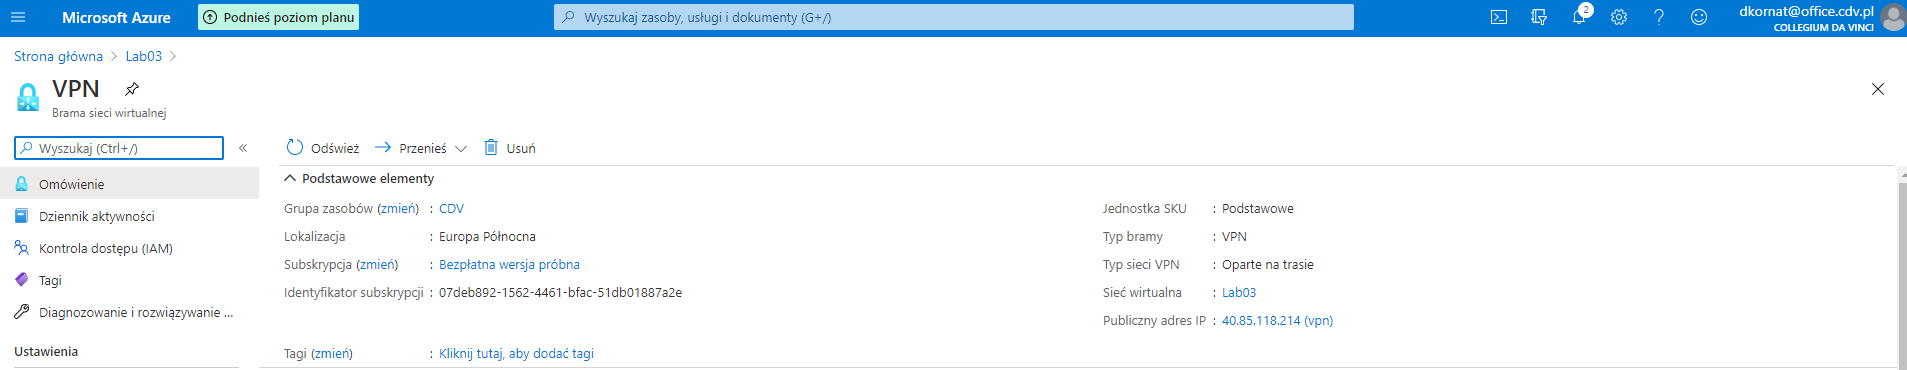 Microsoft Azure
Podnieś poziom planu
Wyszukaj zasoby, usługi i dokumenty (G+/)
2
dkornat@office.cdv.pl
COLLEGIUM DA VINCI
Strona główna > Lab03 >
VPN
Brama sieci wirtualnej
Wyszukaj (Ctrl+/)
«
Odśwież
Przenieś
Usuń
Omówienie
Dziennik aktywności
Kontrola dostępu (IAM)
Tagi
Diagnozowanie i rozwiązywanie ...
Ustawienia
Podstawowe elementy
Grupa zasobów (zmień) : CDV
Lokalizacja : Europa Północna
Subskrypcja (zmień) : Bezpłatna wersja próbna
Identyfikator subskrypcji : 07deb892-1562-4461-bfac-51db01887a2e
Jednostka SKU : Podstawowe
Typ bramy : VPN
Typ sieci VPN : Oparte na trasie
Sieć wirtualna : Lab03
Publiczny adres IP : 40.85.118.214 (vpn)
Tagi (zmień) : Kliknij tutaj, aby dodać tagi